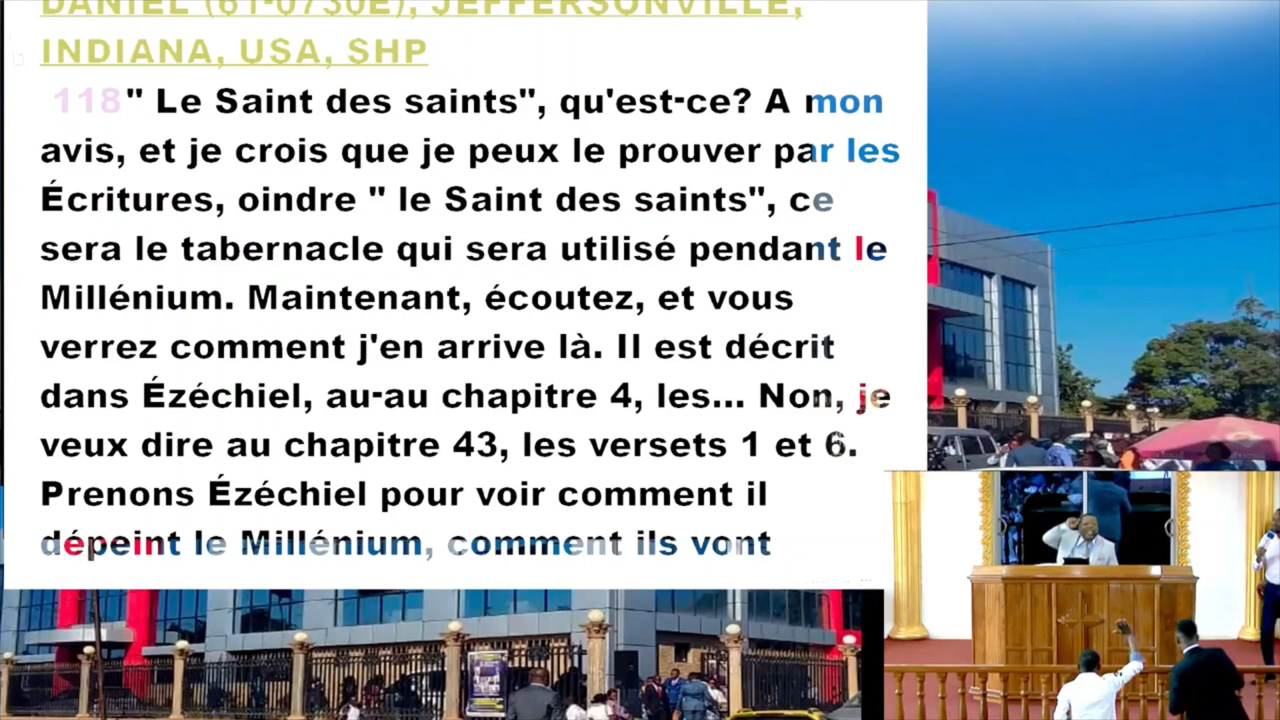 DANIEL (61-0730E), JEFFERSONVILLE,
INDIANA, USA, SHP
118" Le Saint des saints", qu'est-ce? A mon
avis, et je crois que je peux le prouver par les
Écritures, oindre " le Saint des saints", ce
sera le tabernacle qui sera utilisé pendant le
Millénium. Maintenant, écoutez, et vous
verrez comment j'en arrive là. Il est décrit
dans Ézéchiel, au-au chapitre 4, les... Non, je
veux dire au chapitre 43, les versets 1 et 6.
Prenons Ézéchiel pour voir comment il
dépeint le Millénium, comment ils vont